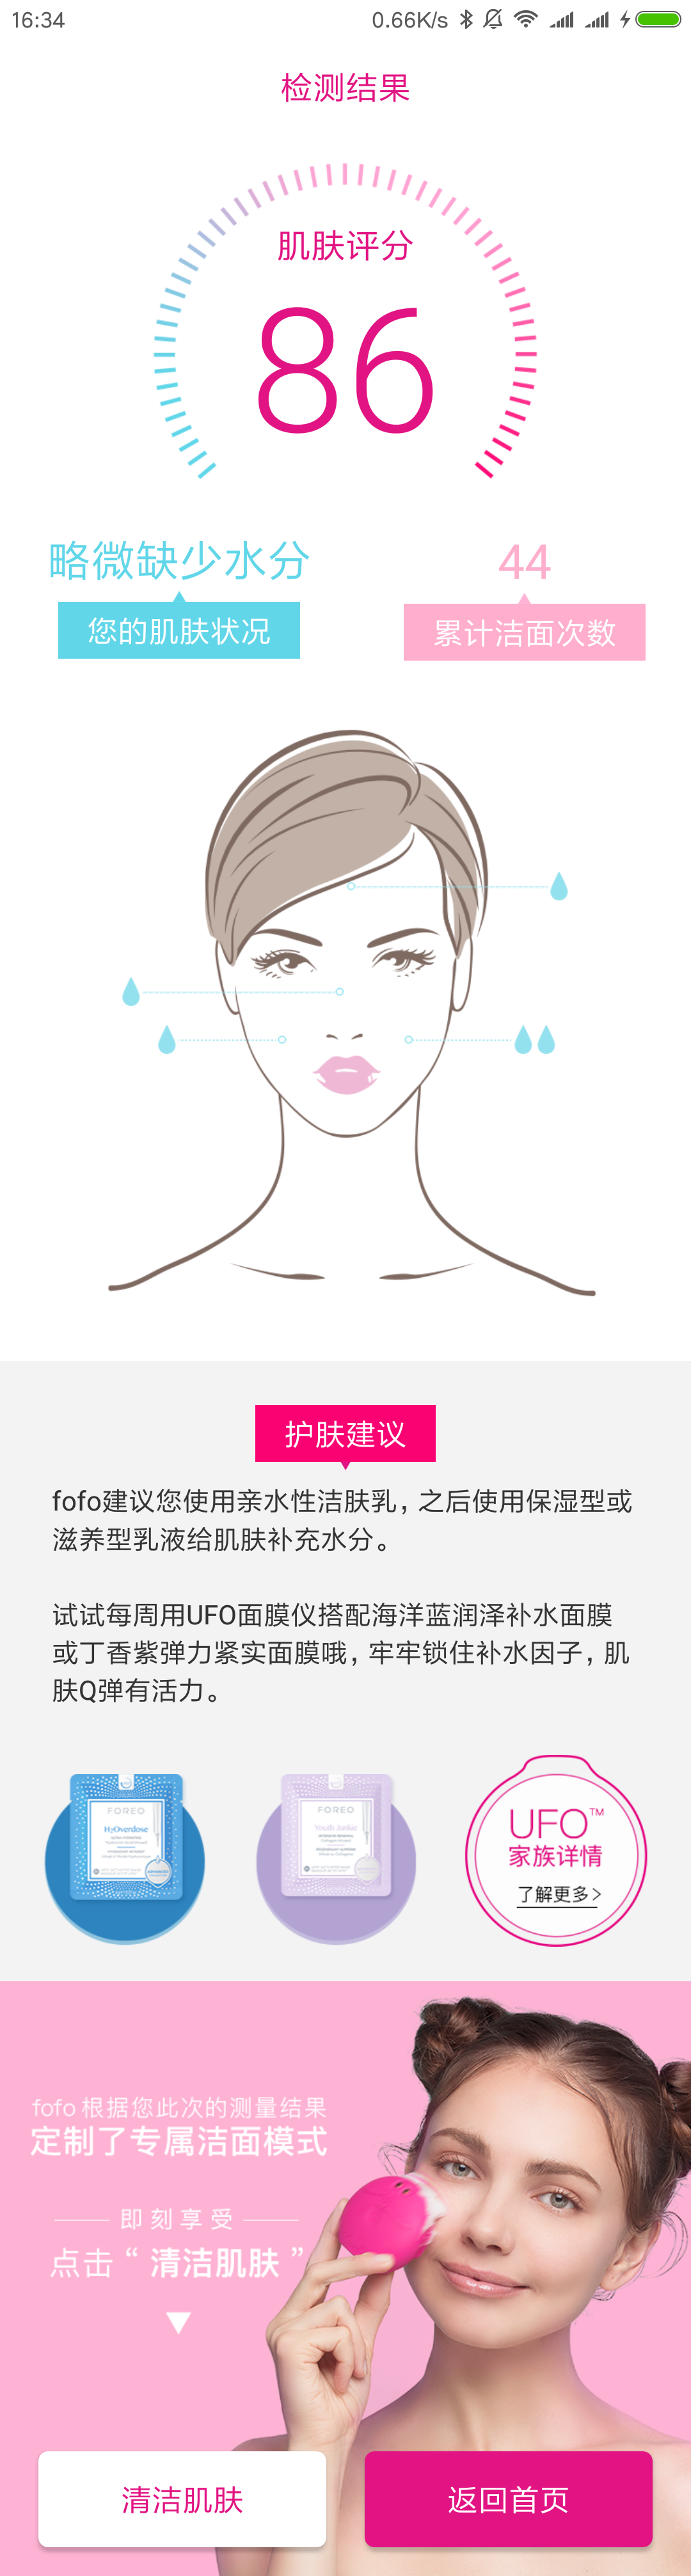 16:34
0.66K/s
检测结果
肌肤评分
86
略微缺少水分
44
您的肌肤状况
累计洁面次数
护肤建议
fofo建议您使用亲水性洁肤乳，之后使用保湿型或
滋养型乳液给肌肤补充水分。
试试每周用UFO面膜仪搭配海洋蓝润泽补水面膜
或丁香紫弹力紧实面膜哦，牢牢锁住补水因子，肌
肤Q弹有活力。
FOREO
H2Overdose
FOREO
Youth Junkie
UFO™
家族详情
了解更多>
fofo 根据您此次的测量结果
定制了专属洁面模式
即刻享受
点击“清洁肌肤”
清洁肌肤
返回首页